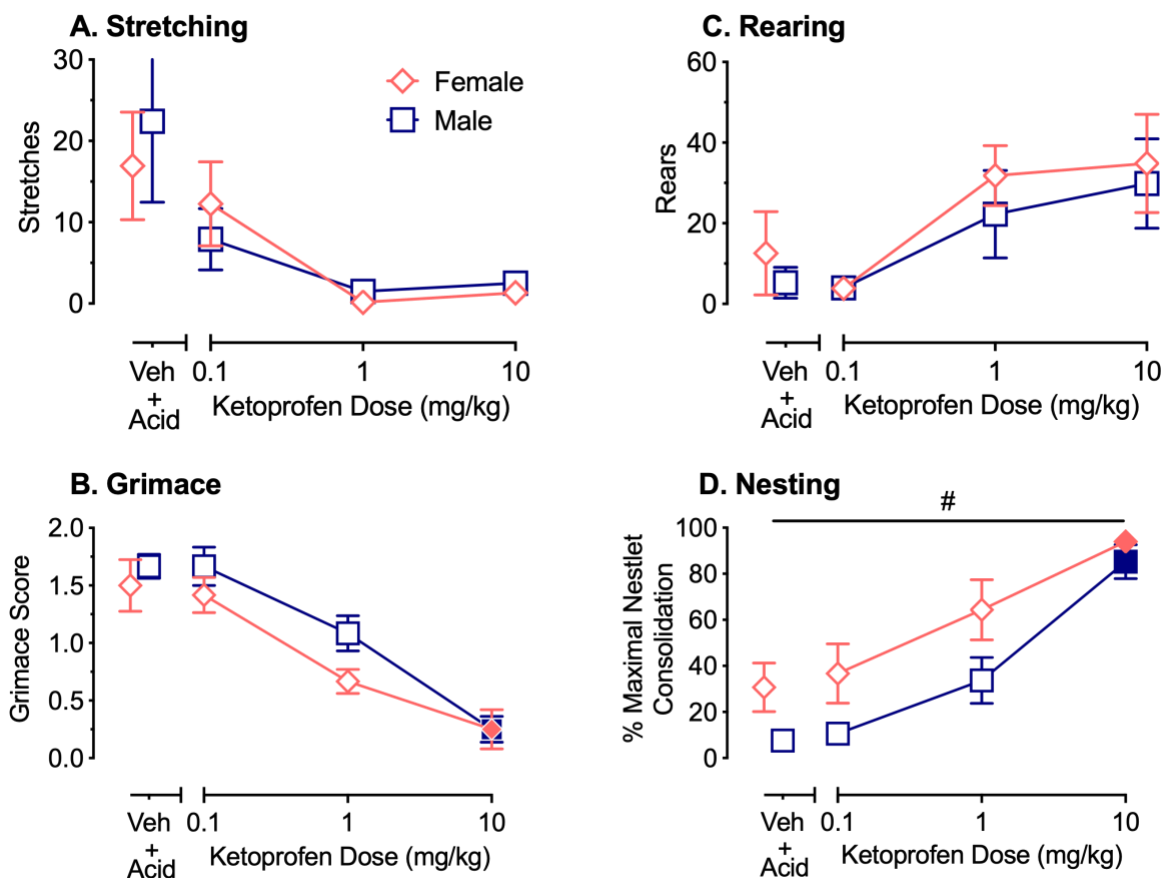 A. Stretching
30
20
10
0
Stretches
Female
Male
Veh
+
Acid
0.1 1 10
Ketoprofen Dose (mg/kg)
B. Grimace
2.0
1.5
1.0
0.5
0.0
Grimace Score
Veh
+
Acid
0.1 1 10
Ketoprofen Dose (mg/kg)
C. Rearing
60
40
20
0
Rears
Veh
+
Acid
0.1 1 10
Ketoprofen Dose (mg/kg)
D. Nesting
#
100
80
60
40
20
0
% Maximal Nestlet
Consolidation
Veh
+
Acid
0.1 1 10
Ketoprofen Dose (mg/kg)